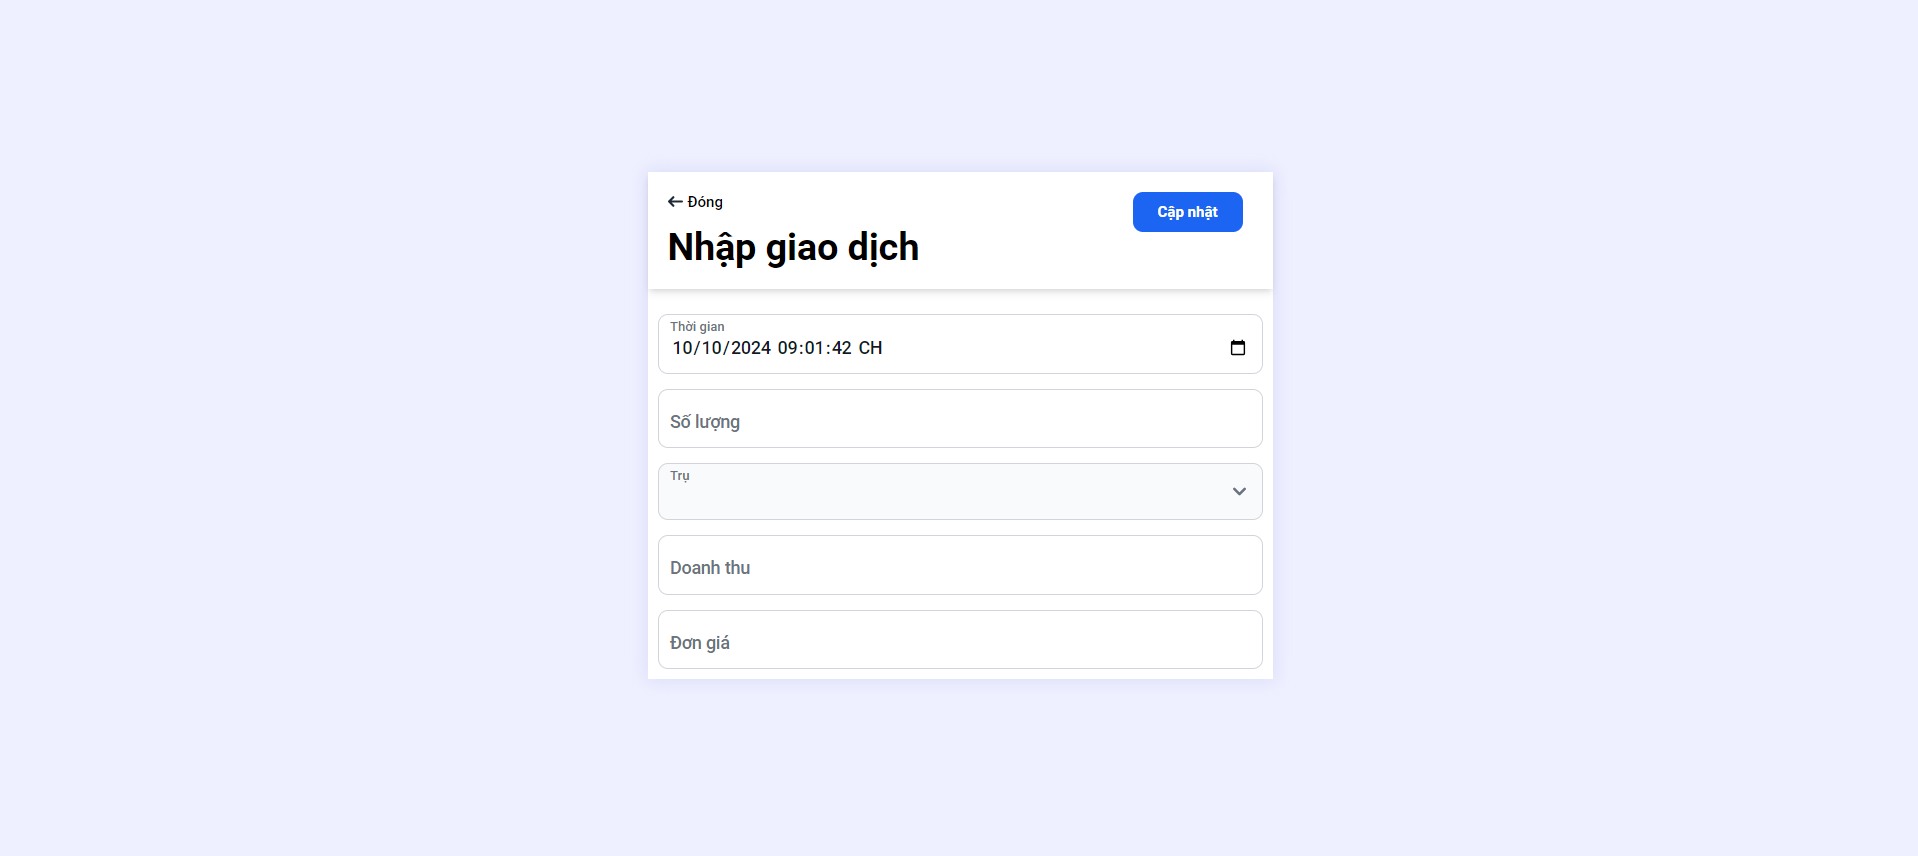 Đóng
Cập nhật
Nhập giao dịch
Thời gian
10/10/2024 09:01:42 CH
Số lượng
Trụ
Doanh thu
Đơn giá